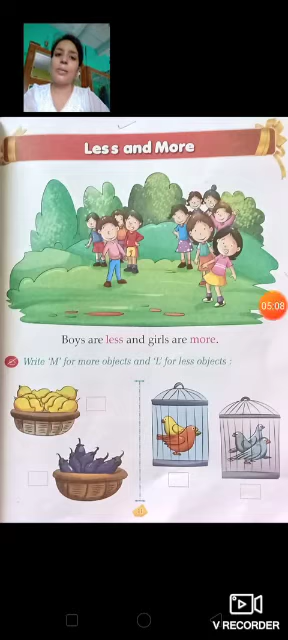 Less and More
05:08
Boys are less and girls are more.
Write 'M' for more objects and 'L' for less objects :
V RECORDER